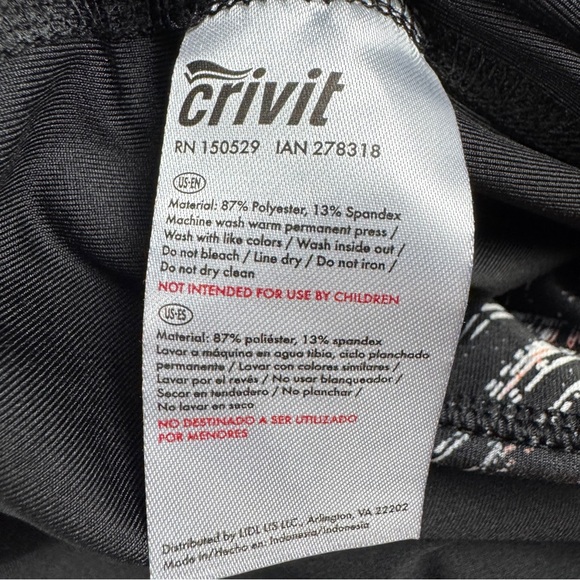 crivit
RN 150529 IAN 278318
US-EN
Material: 87% Polyester, 13% Spandex
Machine wash warm permanent press /
Wash with like colors / Wash inside out /
Do not bleach / Line dry / Do not iron /
Do not dry clean
NOT INTENDED FOR USE BY CHILDREN
US-ES
Material: 87% poliéster, 13% spandex
Lavar a máquina en agua tibia, ciclo planchado
permanente / Lavar con colores similares /
Lavar por el revés / No usar blanqueador /
Secar en tendedero / No planchar /
No lavar en seco
NO DESTINADO A SER UTILIZADO
POR MENORES
Distributed by LIDL US LLC., Arlington, VA 22202
Made in/Hecho en: Indonesia/Indonesia